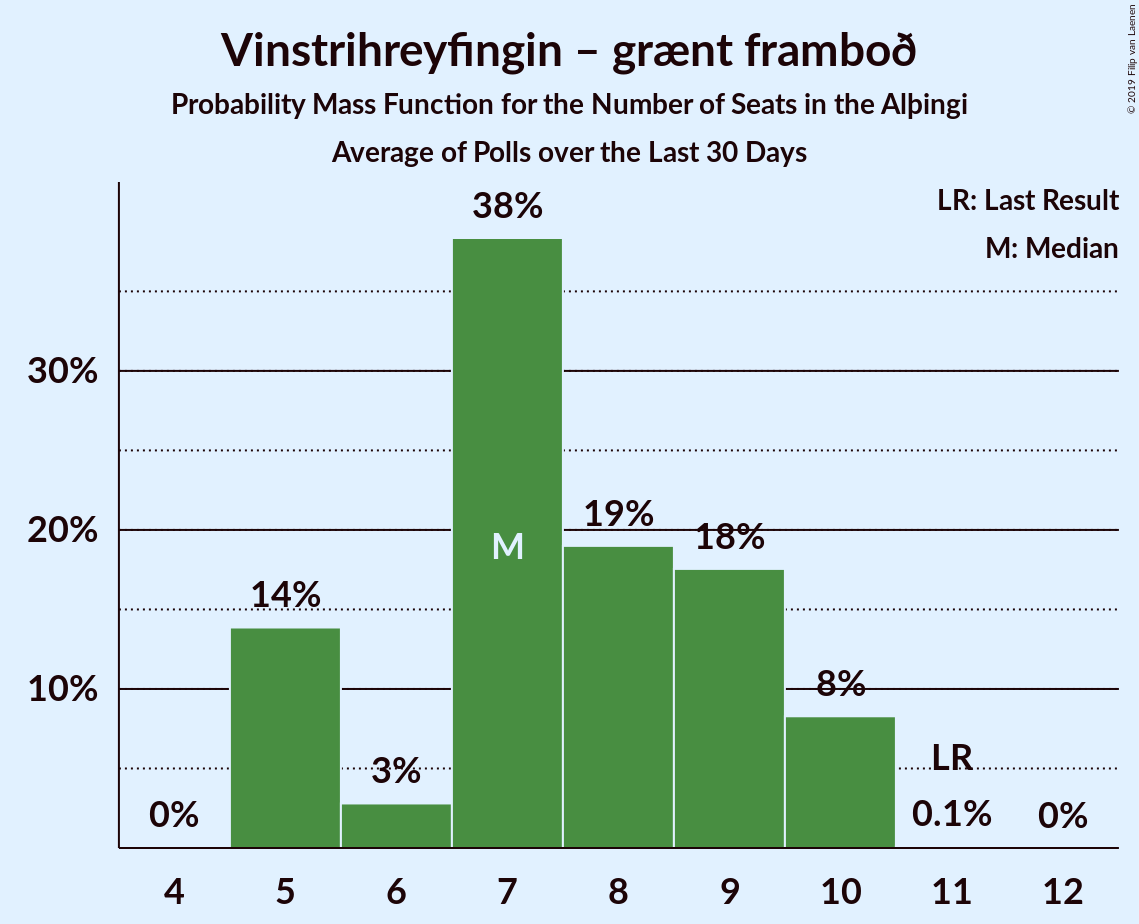 Vinstrihreyfingin – grænt framboð
Probability Mass Function for the Number of Seats in the Alþingi
Average of Polls over the Last 30 Days
© 2019 Filip van Laenen
LR: Last Result
M: Median
38%
30%
20%
19%
18%
M
14%
10%
8%
3%
LR
0%
0.1%
0%
4 5 6 7 8 9 10 11 12